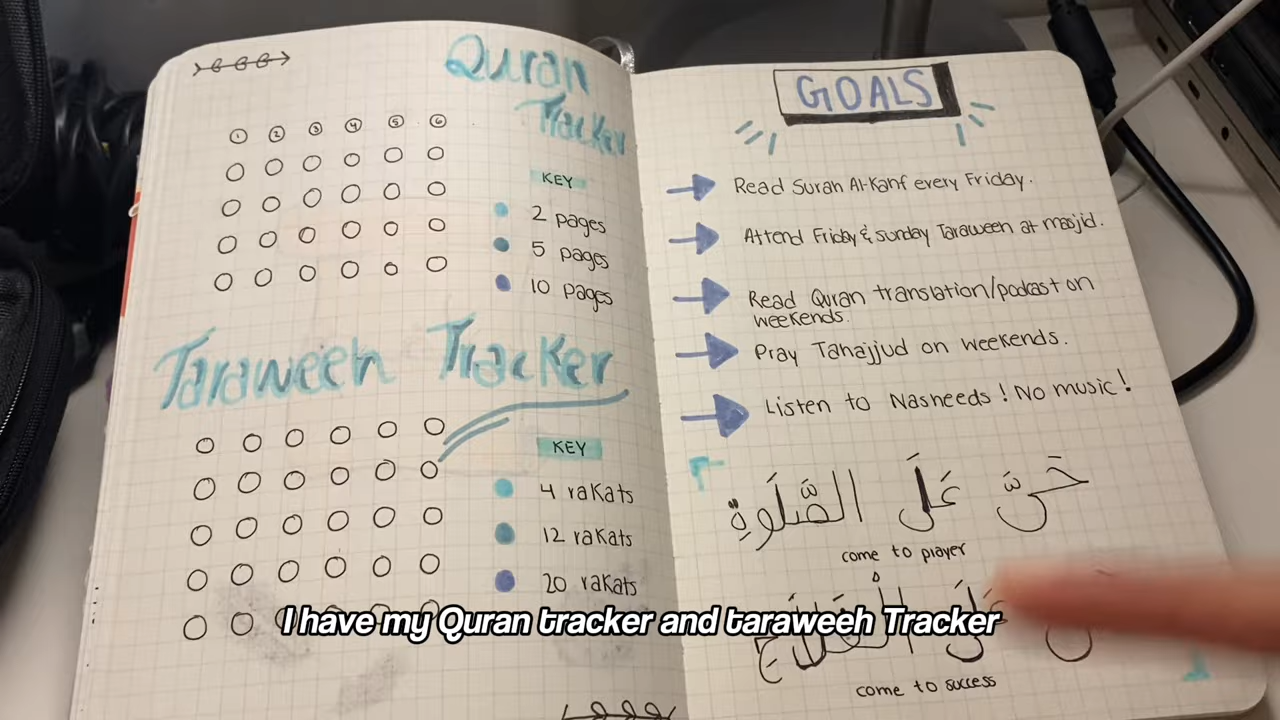 Quran
Tracker
① ② ③ ④ ⑤ ⑥
KEY
2 pages
5 pages
10 pages
Taraweeh Tracker
KEY
4 rakats
12 rakats
20 rakats
GOALS
Read Surah Al-Kahf every Friday.
Attend Friday & Sunday Taraweeh at masjid.
Read Quran translation/podcast on
weekends.
Pray Tahajjud on weekends.
Listen to Nasheeds! No music!
حَىَّ عَلَ الصَّلَوةِ
come to prayer
come to success
I have my Quran tracker and taraweeh Tracker